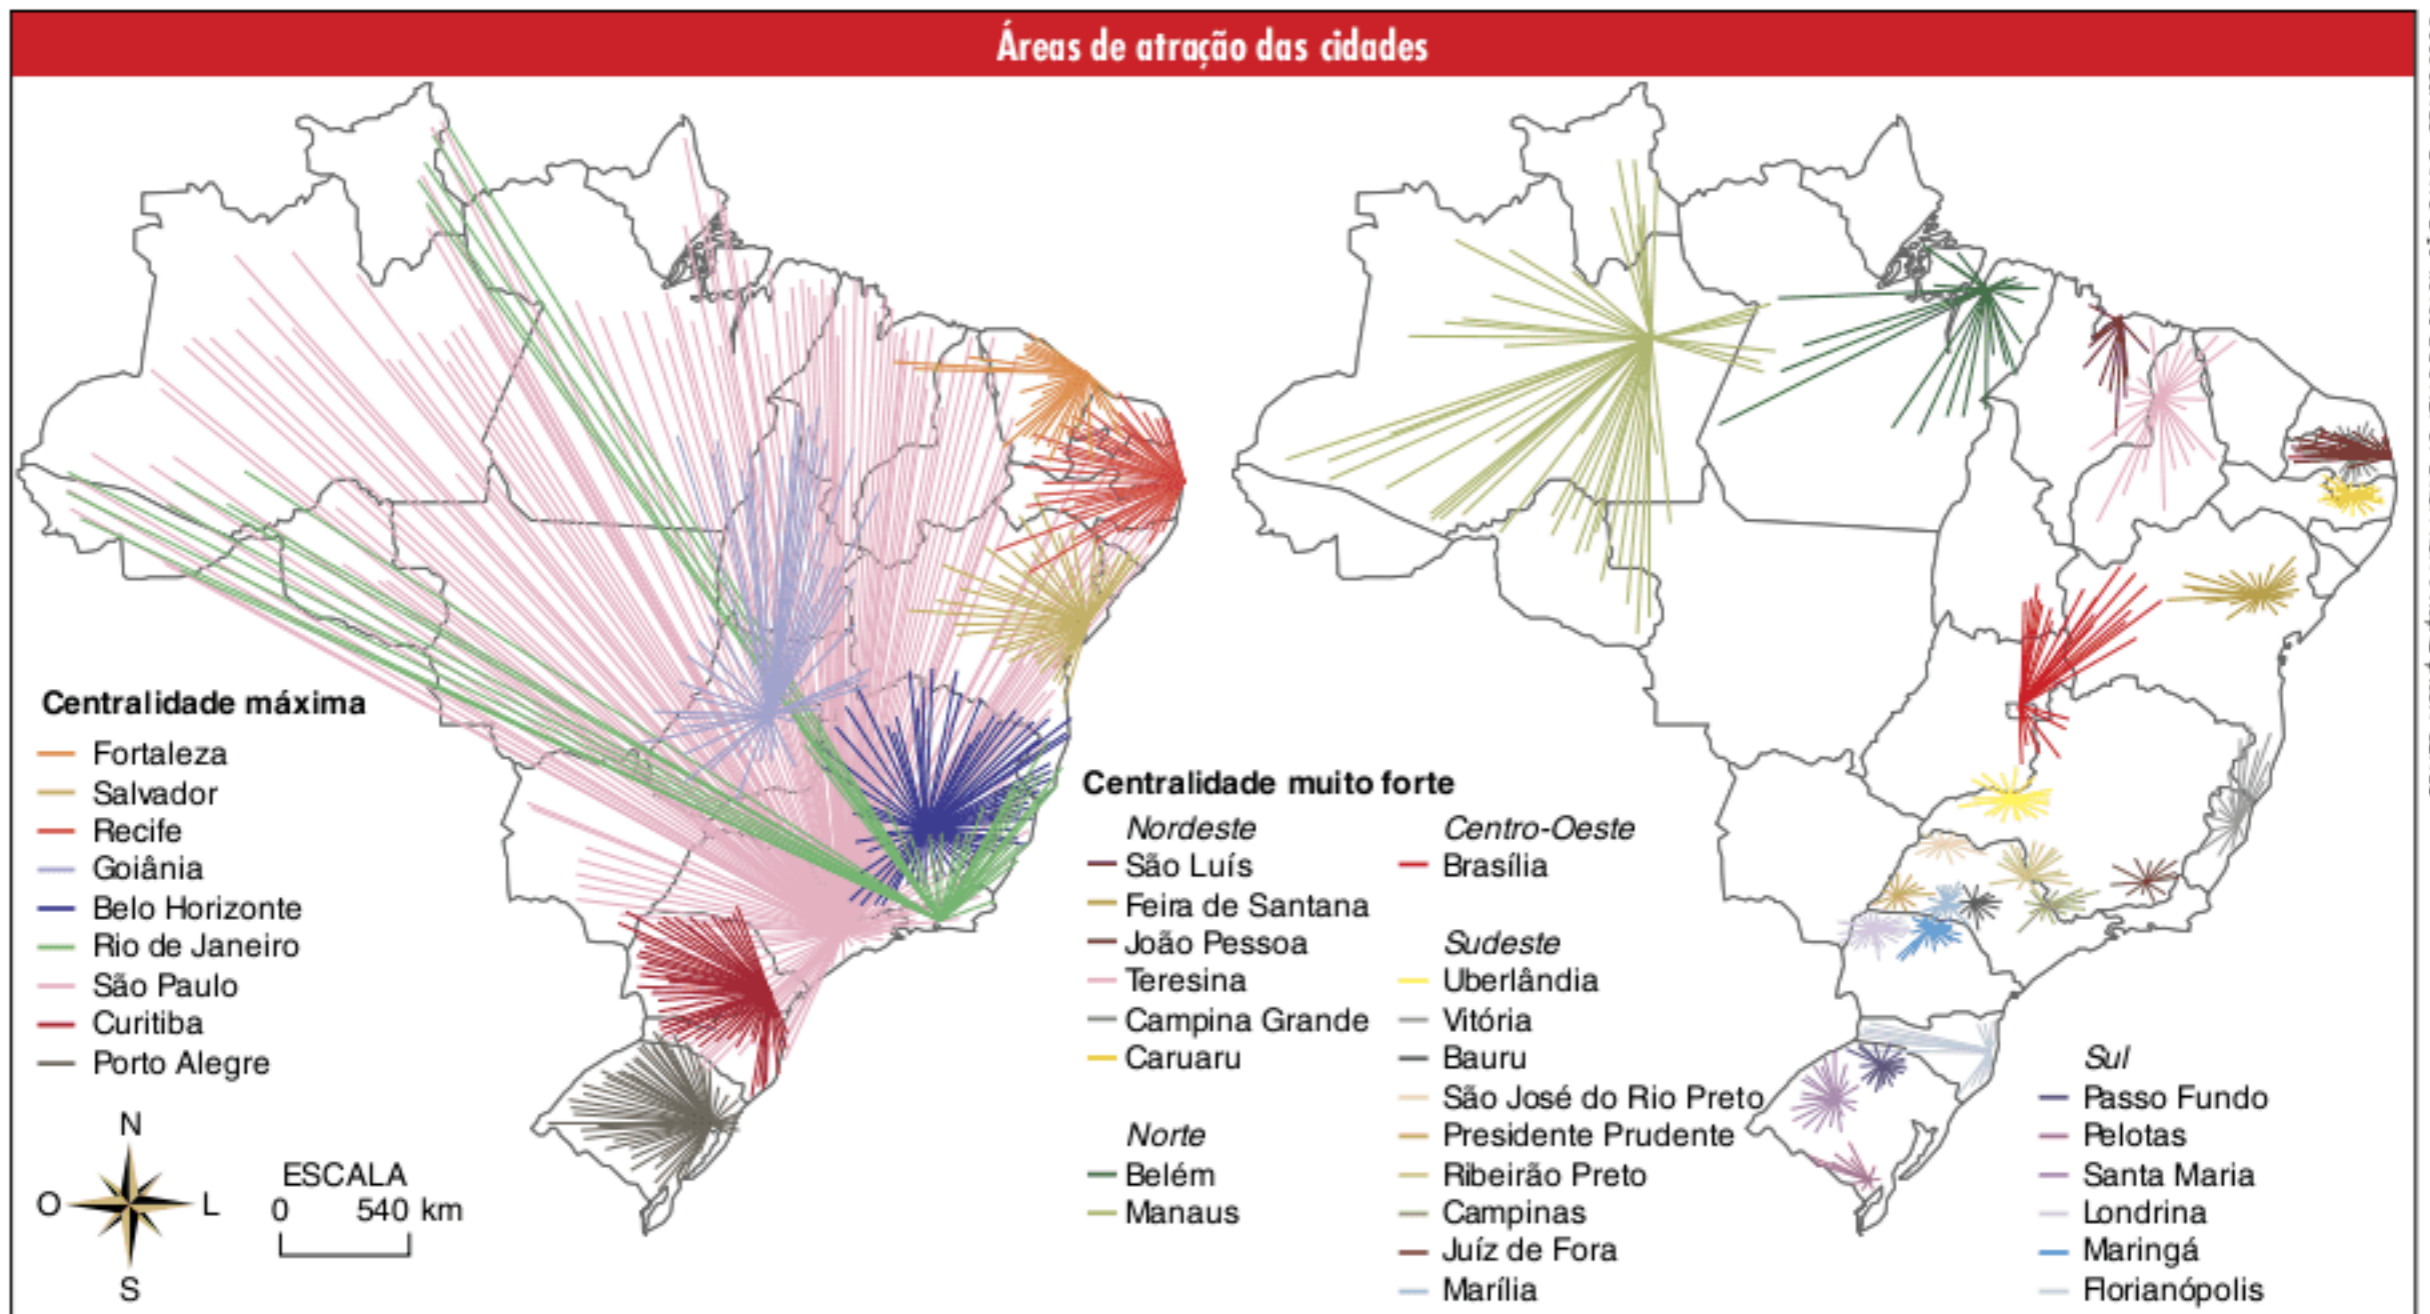 Áreas de atração das cidades
Centralidade máxima
Fortaleza
Salvador
Recife
Goiânia
Belo Horizonte
Rio de Janeiro
São Paulo
Curitiba
Porto Alegre
N
O
L
S
ESCALA
0 540 km
Centralidade muito forte
Nordeste
São Luís
Feira de Santana
João Pessoa
Teresina
Campina Grande
Caruaru
Norte
Belém
Manaus
Centro-Oeste
Brasília
Sudeste
Uberlândia
Vitória
Bauru
São José do Rio Preto
Presidente Prudente
Ribeirão Preto
Campinas
Juíz de Fora
Marília
Sul
Passo Fundo
Pelotas
Santa Maria
Londrina
Maringá
Florianópolis